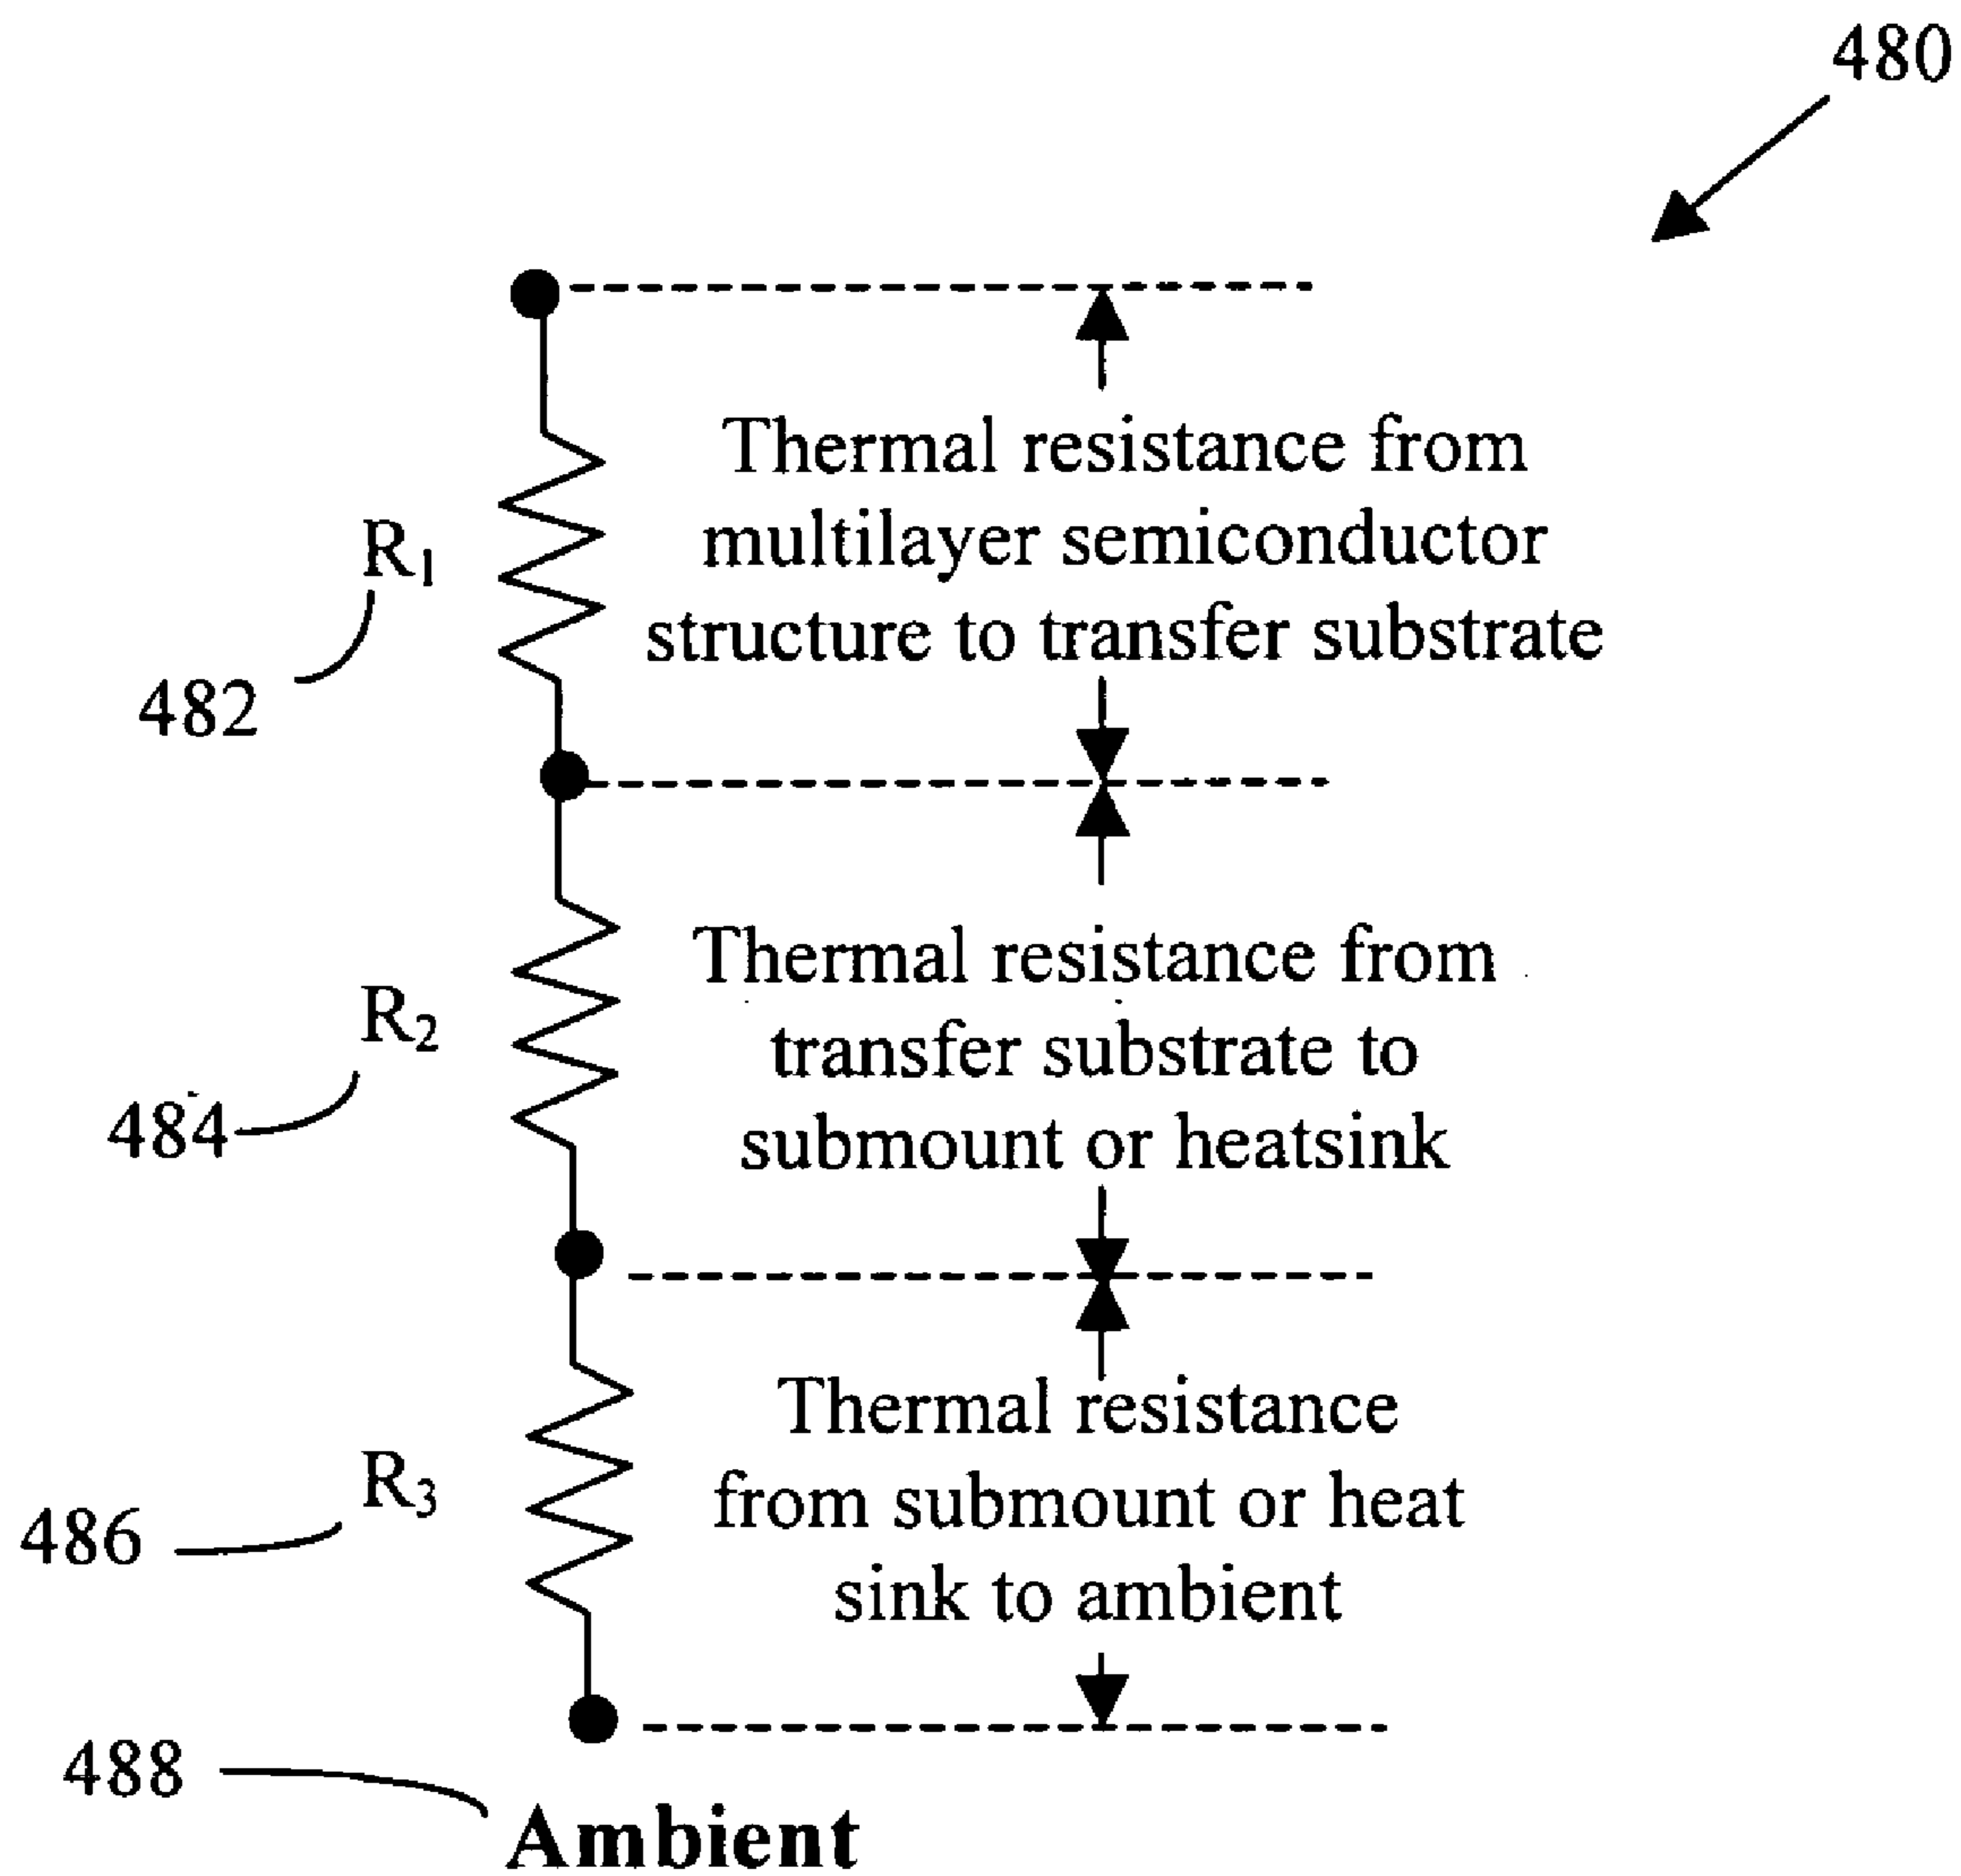 480
Thermal resistance from
multilayer semiconductor
structure to transfer substrate
R1
482
Thermal resistance from
transfer substrate to
submount or heatsink
R2
484
Thermal resistance
from submount or heat
sink to ambient
R3
486
488
Ambient